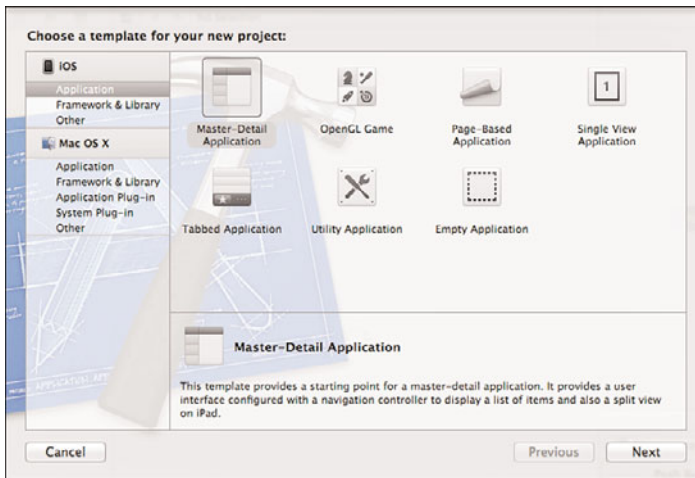 Choose a template for your new project:
iOS
Application
Framework & Library
Other
Mac OS X
Application
Framework & Library
Application Plug-in
System Plug-in
Other
Master-Detail
Application
OpenGL Game
Page-Based
Application
1
Single View
Application
Tabbed Application
Utility Application
Empty Application
Master-Detail Application
This template provides a starting point for a master-detail application. It provides a user
interface configured with a navigation controller to display a list of items and also a split view
on iPad.
Cancel
Previous
Next